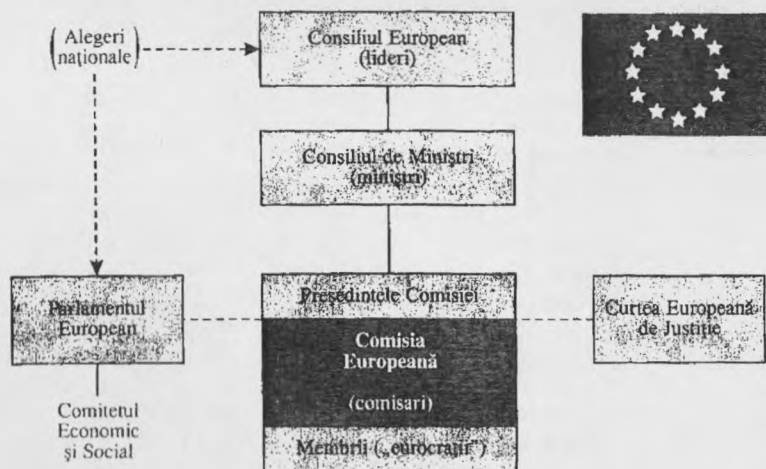 (Alegeri
naționale)
Consiliul European
(lideri)
Consiliul de Miniștri
(miniștri)
Parlamentul
European
Președintele Comisiei
Comisia
Europeană
(comisari)
Membrii („eurocrații”)
Curtea Europeană
de Justiție
Comitetul
Economic
și Social